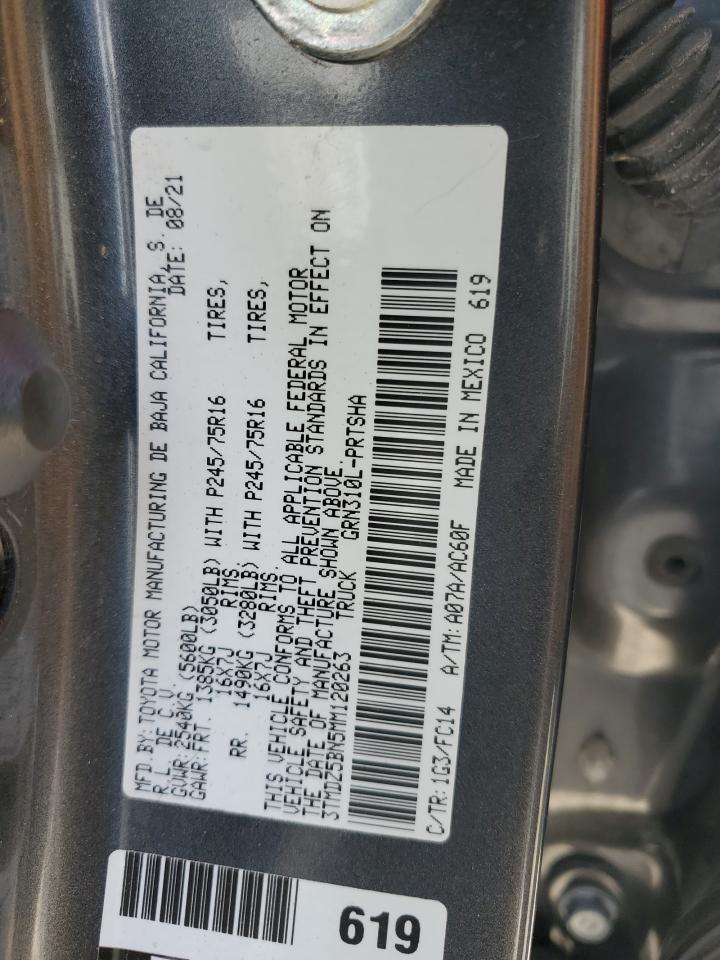 MFD.BY:TOYOTA MOTOR MANUFACTURING DE BAJA CALIFORNIA, S. DE
R.L. DE C.V. DATE: 08/21
GVWR:2540KG (5600LB)
GAWR:FRT. 1385KG (3050LB) WITH P245/75R16 TIRES,
16X7J RIMS.
RR. 1490KG (3280LB) WITH P245/75R16 TIRES,
16X7J RIMS.
THIS VEHICLE CONFORMS TO ALL APPLICABLE FEDERAL MOTOR
VEHICLE SAFETY AND THEFT PREVENTION STANDARDS IN EFFECT ON
THE DATE OF MANUFACTURE SHOWN ABOVE.
3TMDZ5BN5MM120263 TRUCK GRN310L-PRTSHA
C/TR:1G3/FC14 A/TM:A07A/AC60F MADE IN MEXICO 619
619